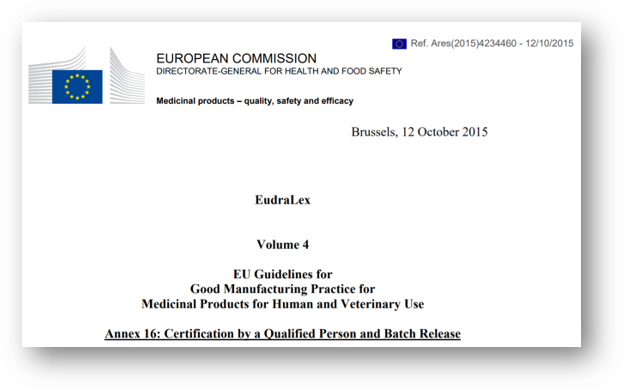 Ref. Ares(2015)4234460 - 12/10/2015
EUROPEAN COMMISSION
DIRECTORATE-GENERAL FOR HEALTH AND FOOD SAFETY
Medicinal products – quality, safety and efficacy
Brussels, 12 October 2015
EudraLex
Volume 4
EU Guidelines for
Good Manufacturing Practice for
Medicinal Products for Human and Veterinary Use
Annex 16: Certification by a Qualified Person and Batch Release